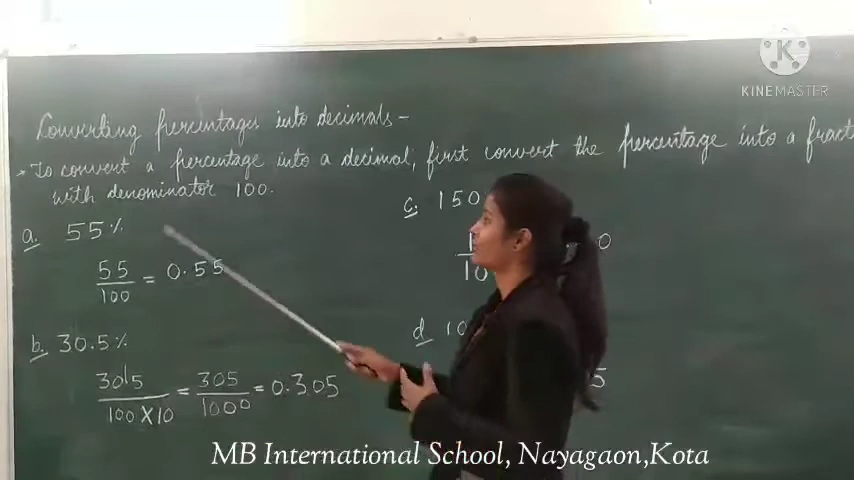 KINEMASTER
Converting percentages into decimals-
To convert a percentage into a decimal, first convert the percentage into a fract
with denominator 100.
a. 55%
55/100 = 0.55
b. 30.5%
305/100×10 = 305/1000 = 0.305
c. 150
0
d 10
5
MB International School, Nayagaon,Kota